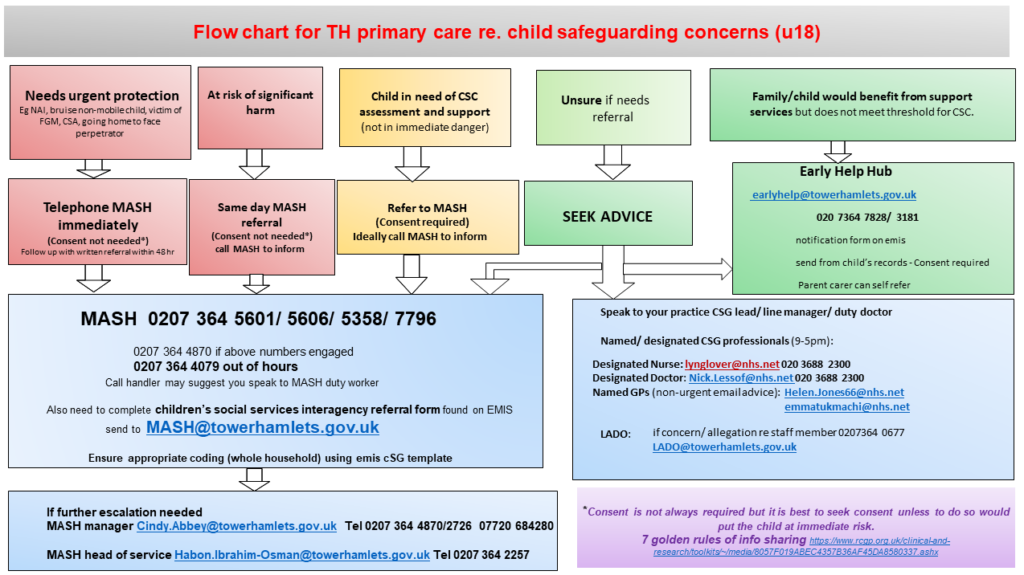 Flow chart for TH primary care re. child safeguarding concerns (u18)
Needs urgent protection
Eg NAI, bruise non-mobile child, victim of
FGM, CSA, going home to face
perpetrator
At risk of significant
harm
Child in need of CSC
assessment and support
(not in immediate danger)
Unsure if needs
referral
Family/child would benefit from support
services but does not meet threshold for CSC.
Telephone MASH
immediately
(Consent not needed*)
Follow up with written referral within 48 hr
Same day MASH
referral
(Consent not needed*)
call MASH to inform
Refer to MASH
(Consent required)
Ideally call MASH to inform
SEEK ADVICE
Early Help Hub
earlyhelp@towerhamlets.gov.uk
020 7364 7828/ 3181
notification form on emis
send from child's records - Consent required
Parent carer can self refer
MASH 0207 364 5601/ 5606/ 5358/ 7796
0207 364 4870 if above numbers engaged
0207 364 4079 out of hours
Call handler may suggest you speak to MASH duty worker
Also need to complete children's social services interagency referral form found on EMIS
send to MASH@towerhamlets.gov.uk
Ensure appropriate coding (whole household) using emis cSG template
Speak to your practice CSG lead/ line manager/ duty doctor
Named/ designated CSG professionals (9-5pm):
Designated Nurse: lynglover@nhs.net 020 3688 2300
Designated Doctor: Nick.Lessof@nhs.net 020 3688 2300
Named GPs (non-urgent email advice): Helen.Jones66@nhs.net
emmatukmachi@nhs.net
LADO: if concern/ allegation re staff member 0207364 0677
LADO@towerhamlets.gov.uk
If further escalation needed
MASH manager Cindy.Abbey@towerhamlets.gov.uk Tel 0207 364 4870/2726 07720 684280
MASH head of service Habon.Ibrahim-Osman@towerhamlets.gov.uk Tel 0207 364 2257
*Consent is not always required but it is best to seek consent unless to do so would
put the child at immediate risk.
7 golden rules of info sharing https://www.rcgp.org.uk/clinical-and-
research/toolkits/~/media/8057F019ABEC4357B36AF45DA8580337.ashx